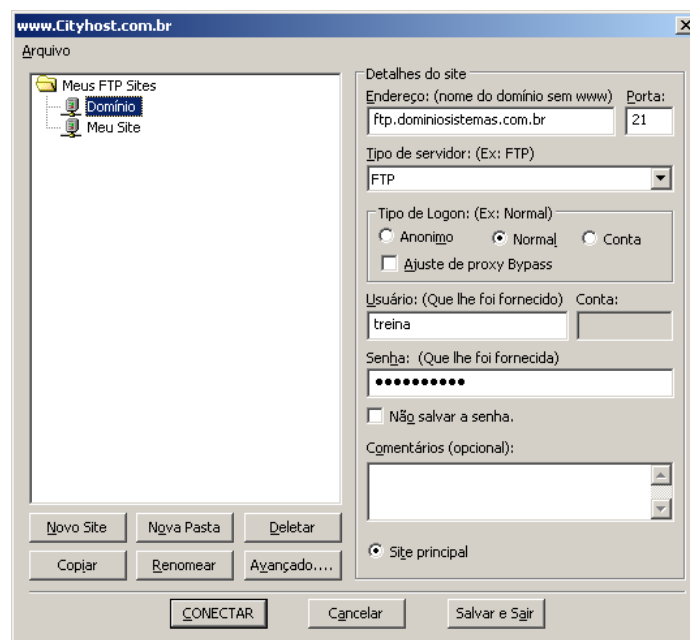 www.Cityhost.com.br
Arquivo
Meus FTP Sites
Domínio
Meu Site
Novo Site
Nova Pasta
Deletar
Copiar
Renomear
Avançado....
Detalhes do site
Endereço: (nome do domínio sem www)
Porta:
ftp.dominiosistemas.com.br
21
Tipo de servidor: (Ex: FTP)
FTP
Tipo de Logon: (Ex: Normal)
Anonimo
Normal
Conta
Ajuste de proxy Bypass
Usuário: (Que lhe foi fornecido)
Conta:
treina
Senha: (Que lhe foi fornecida)
●●●●●●●●●●
Não salvar a senha.
Comentários (opcional):
Site principal
CONECTAR
Cancelar
Salvar e Sair